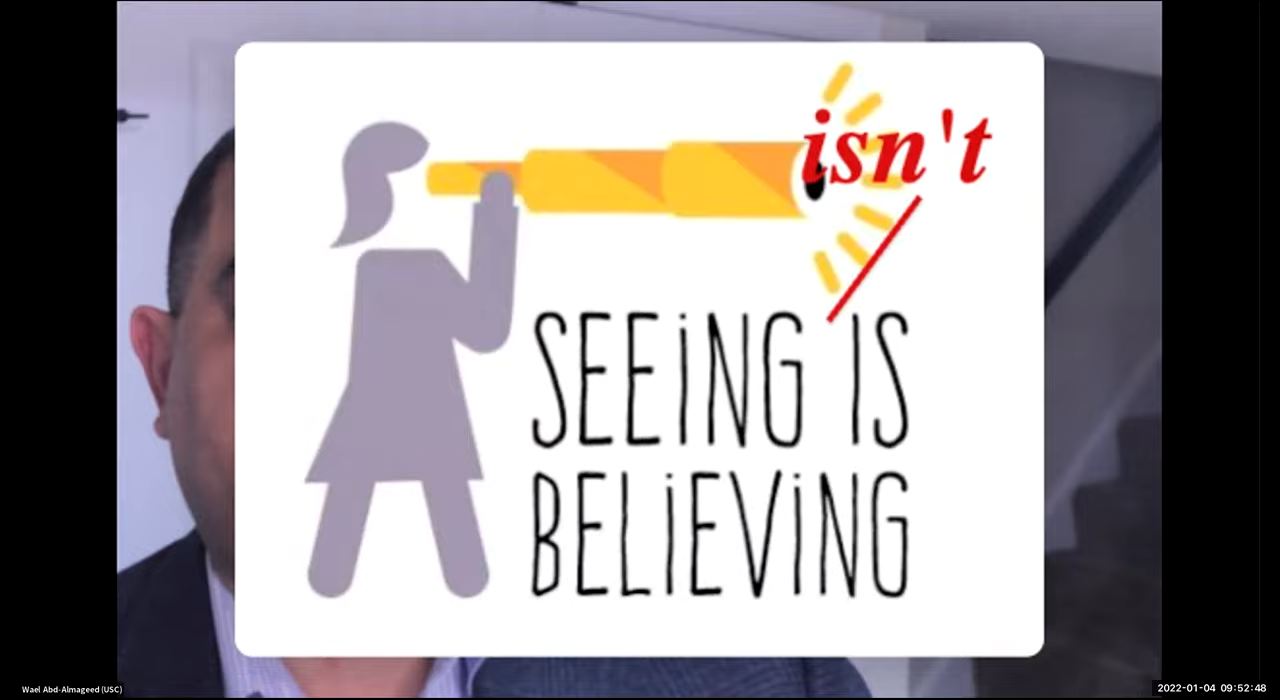 isn't
SEEING IS
BELIEVING
Wael Abd-Almageed (USC)
2022-01-04 09:52:48